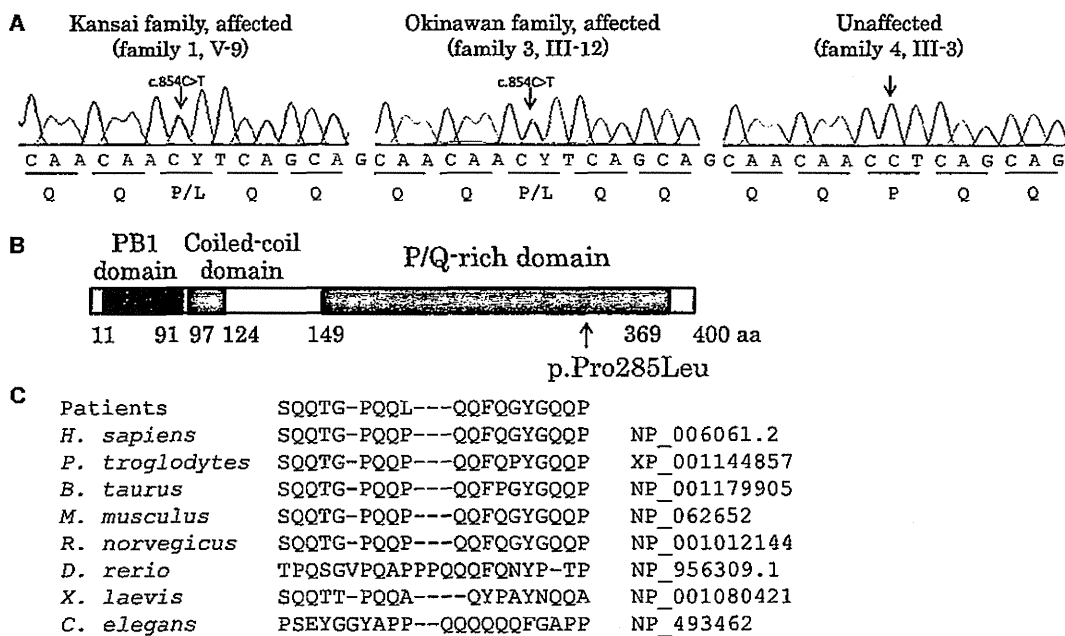 A
Kansai family, affected
(family 1, V-9)
Okinawan family, affected
(family 3, III-12)
Unaffected
(family 4, III-3)
c.854C>T
c.854C>T
CAACAACYTCAGCAGCAACAACYTCAGCAGCAACAACCTCAGCAG
Q Q P/L Q Q Q Q P/L Q Q Q Q P Q Q
B
PB1
domain
Coiled-coil
domain
P/Q-rich domain
11 91 97 124 149 369 400 aa
p.Pro285Leu
C
Patients SQQTG-PQQL---QQFQGYGQQP
H. sapiens SQQTG-PQQP---QQFQGYGQQP NP_006061.2
P. troglodytes SQQTG-PQQP---QQFQPYGQQP XP_001144857
B. taurus SQQTG-PQQP---QQFPGYGQQP NP_001179905
M. musculus SQQTG-PQQP---QQFQGYGQQP NP_062652
R. norvegicus SQQTG-PQQP---QQFQGYGQQP NP_001012144
D. rerio TPQSGVPQAPPPQQQFQNYP-TP NP_956309.1
X. laevis SQQTT-PQQA----QYPAYNQQA NP_001080421
C. elegans PSEYGGYAPP--QQQQQQFGAPP NP_493462